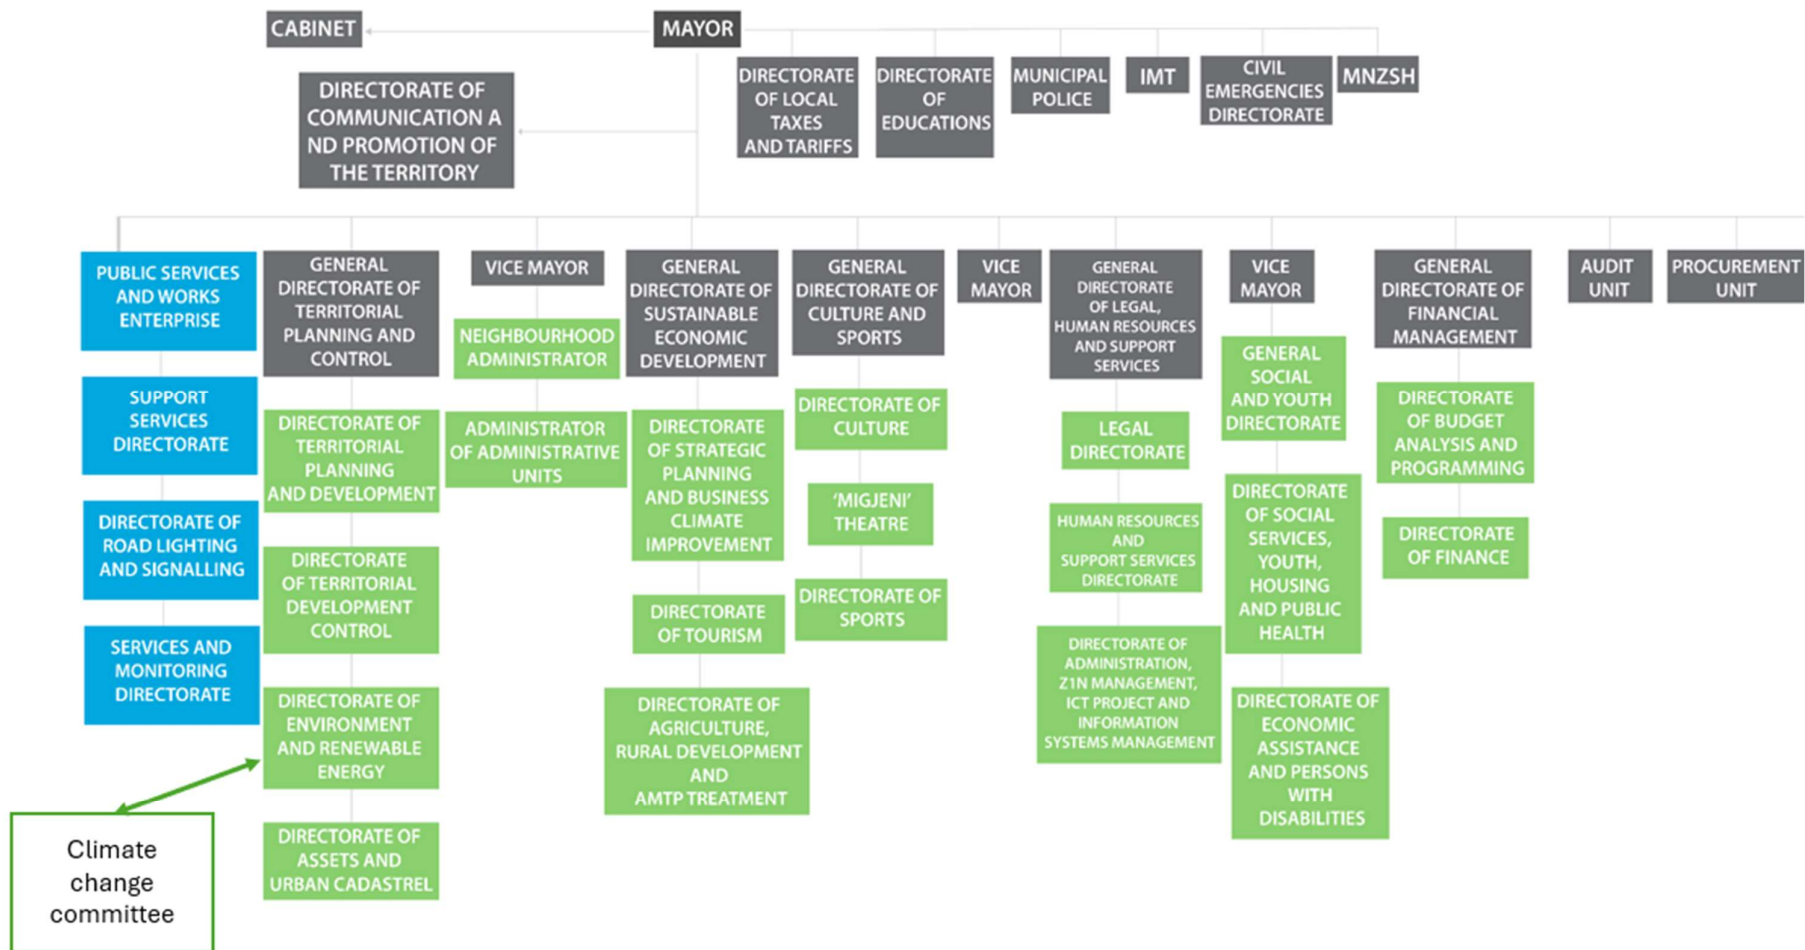 CABINET
MAYOR
DIRECTORATE OF
COMMUNICATION A
ND PROMOTION OF
THE TERRITORY
DIRECTORATE
OF LOCAL
TAXES
AND TARIFFS
DIRECTORATE
OF
EDUCATIONS
MUNICIPAL
POLICE
IMT
CIVIL
EMERGENCIES
DIRECTORATE
MNZSH
PUBLIC SERVICES
AND WORKS
ENTERPRISE
SUPPORT
SERVICES
DIRECTORATE
DIRECTORATE OF
ROAD LIGHTING
AND SIGNALLING
SERVICES AND
MONITORING
DIRECTORATE
GENERAL
DIRECTORATE OF
TERRITORIAL
PLANNING AND
CONTROL
DIRECTORATE OF
TERRITORIAL
PLANNING
AND DEVELOPMENT
DIRECTORATE
OF TERRITORIAL
DEVELOPMENT
CONTROL
DIRECTORATE OF
ENVIRONMENT
AND RENEWABLE
ENERGY
DIRECTORATE OF
ASSETS AND
URBAN CADASTREL
Climate
change
committee
VICE MAYOR
NEIGHBOURHOOD
ADMINISTRATOR
ADMINISTRATOR
OF ADMINISTRATIVE
UNITS
GENERAL
DIRECTORATE OF
SUSTAINABLE
ECONOMIC
DEVELOPMENT
DIRECTORATE
OF STRATEGIC
PLANNING
AND BUSINESS
CLIMATE
IMPROVEMENT
DIRECTORATE
OF TOURISM
DIRECTORATE OF
AGRICULTURE,
RURAL DEVELOPMENT
AND
AMTP TREATMENT
GENERAL
DIRECTORATE OF
CULTURE AND
SPORTS
DIRECTORATE OF
CULTURE
'MIGJENI'
THEATRE
DIRECTORATE OF
SPORTS
VICE
MAYOR
GENERAL
DIRECTORATE
OF LEGAL,
HUMAN RESOURCES
AND SUPPORT
SERVICES
LEGAL
DIRECTORATE
HUMAN RESOURCES
AND
SUPPORT SERVICES
DIRECTORATE
DIRECTORATE OF
ADMINISTRATION,
Z1N MANAGEMENT,
ICT PROJECT AND
INFORMATION
SYSTEMS MANAGEMENT
VICE
MAYOR
GENERAL
SOCIAL
AND YOUTH
DIRECTORATE
DIRECTORATE
OF SOCIAL
SERVICES,
YOUTH,
HOUSING
AND PUBLIC
HEALTH
DIRECTORATE OF
ECONOMIC
ASSISTANCE
AND PERSONS
WITH
DISABILITIES
GENERAL
DIRECTORATE OF
FINANCIAL
MANAGEMENT
DIRECTORATE
OF BUDGET
ANALYSIS AND
PROGRAMMING
DIRECTORATE
OF FINANCE
AUDIT
UNIT
PROCUREMENT
UNIT